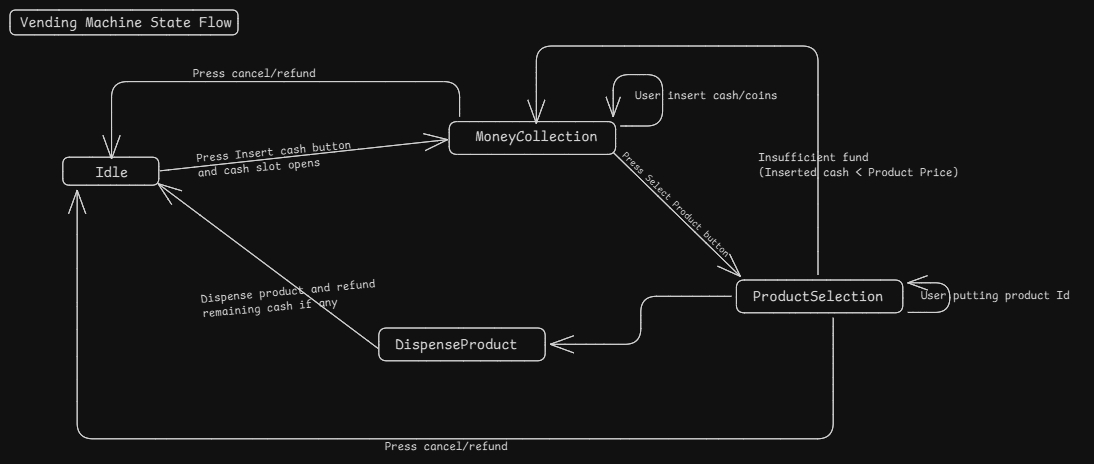 Vending Machine State Flow
Press cancel/refund
User insert cash/coins
MoneyCollection
Press Insert cash button
and cash slot opens
Idle
Press Select Product button
Insufficient fund
(Inserted cash < Product Price)
Dispense product and refund
remaining cash if any
ProductSelection
User putting product Id
DispenseProduct
Press cancel/refund